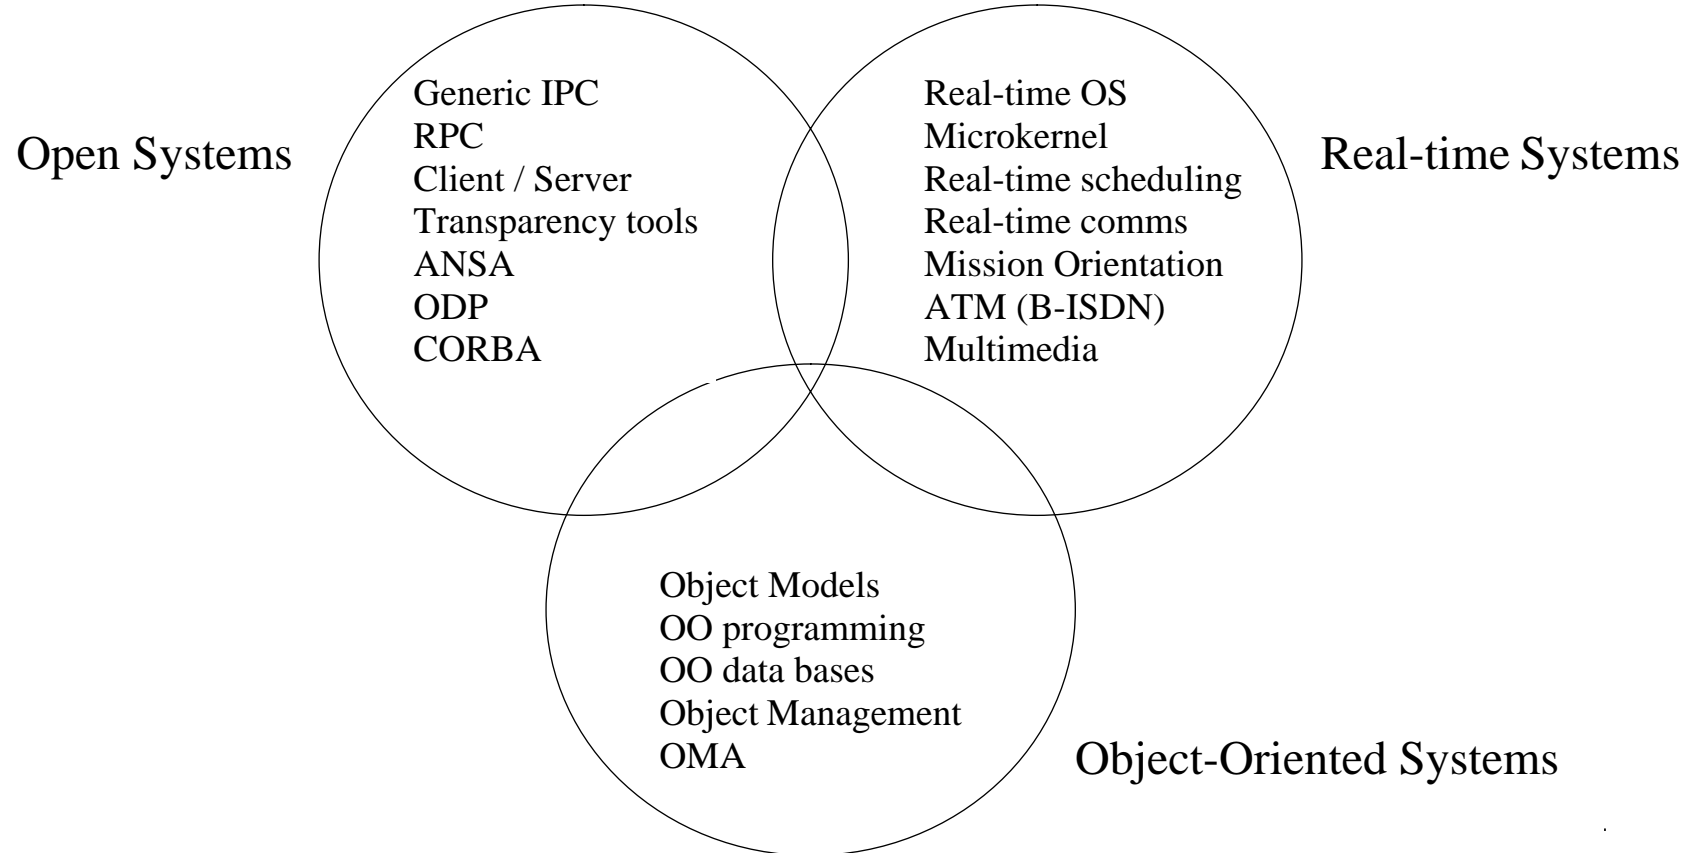 Open Systems
Generic IPC
RPC
Client / Server
Transparency tools
ANSA
ODP
CORBA
Real-time OS
Microkernel
Real-time scheduling
Real-time comms
Mission Orientation
ATM (B-ISDN)
Multimedia
Real-time Systems
Object Models
OO programming
OO data bases
Object Management
OMA
Object-Oriented Systems